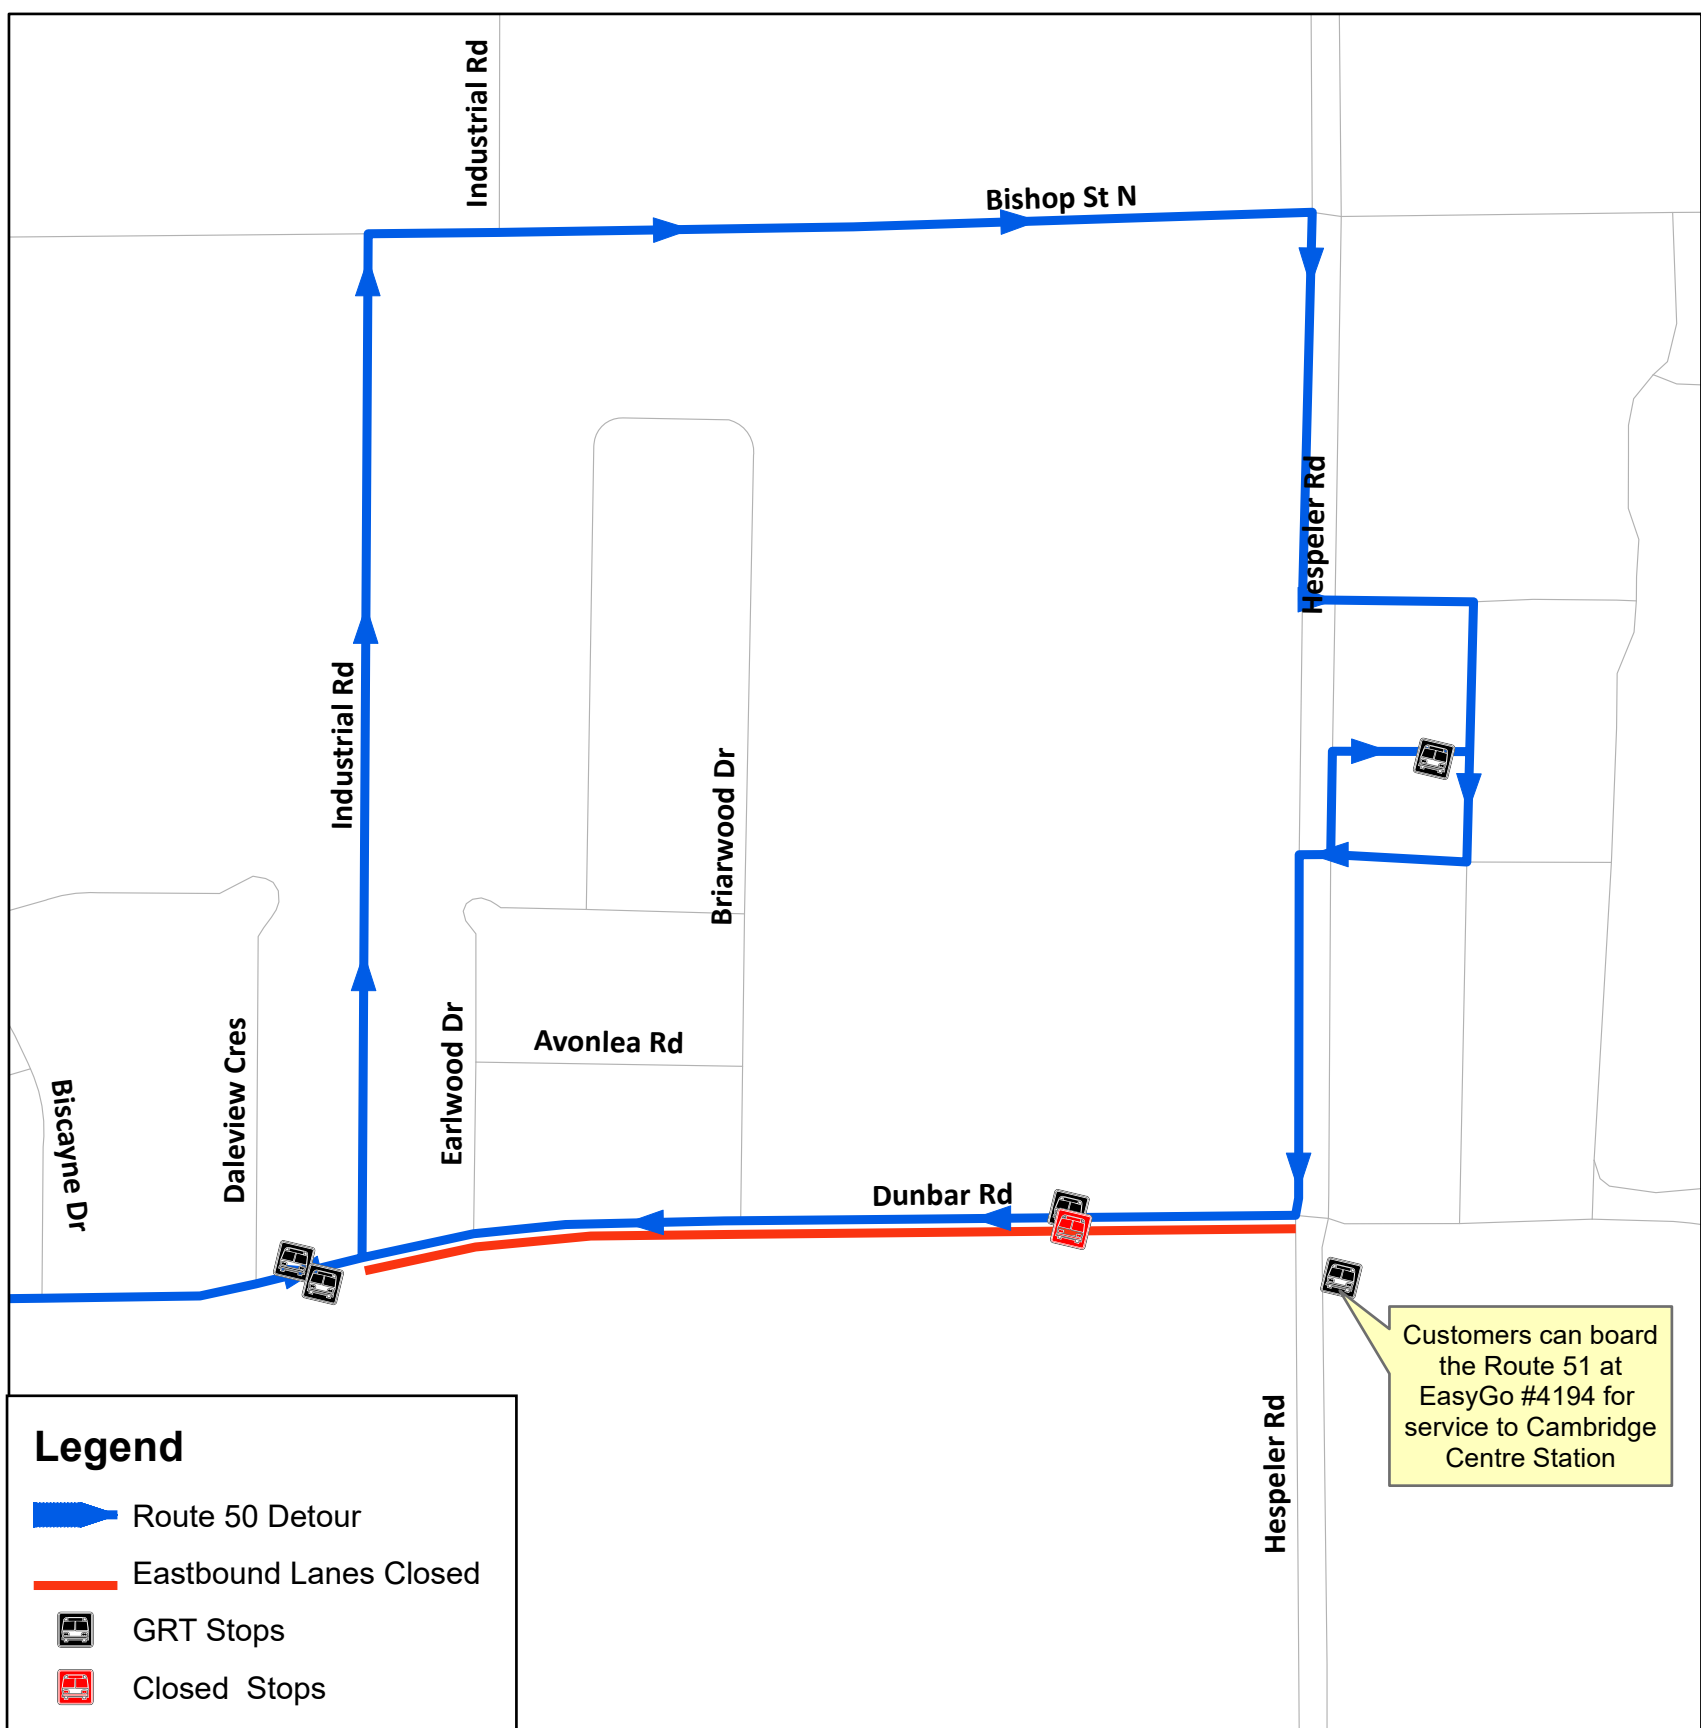 Industrial Rd
Bishop St N
Hespeler Rd
Industrial Rd
Briarwood Dr
Avonlea Rd
Earlwood Dr
Daleview Cres
Biscayne Dr
Dunbar Rd
Customers can board
the Route 51 at
EasyGo #4194 for
service to Cambridge
Centre Station
Hespeler Rd
Legend
Route 50 Detour
Eastbound Lanes Closed
GRT Stops
Closed  Stops